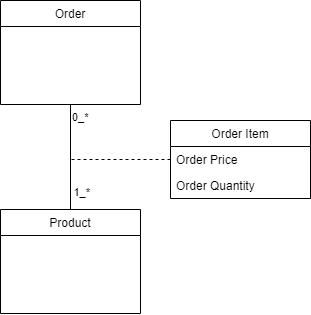 Order
0_*
Order Item
Order Price
Order Quantity
1_*
Product